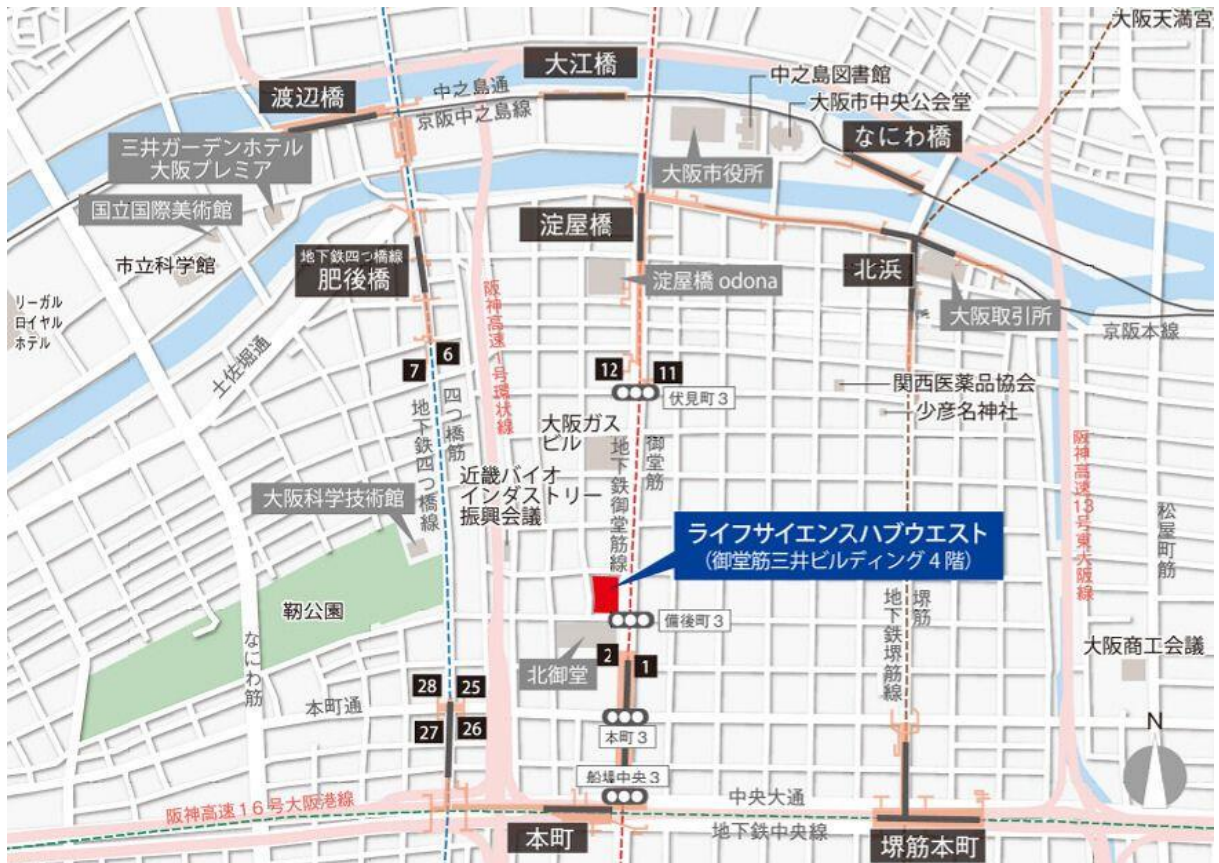 大阪天満宮
大江橋
中之島図書館
大阪市中央公会堂
渡辺橋
中之島通
京阪中之島線
なにわ橋
三井ガーデンホテル
大阪プレミア
大阪市役所
国立国際美術館
淀屋橋
地下鉄四つ橋線
肥後橋
北浜
市立科学館
淀屋橋 odona
リーガル
ロイヤル
ホテル
大阪取引所
京阪本線
阪神高速1号環状線
土佐堀通
7
6
12
11
伏見町3
関西医薬品協会
少彦名神社
四つ橋筋
地下鉄四つ橋線
大阪ガス
ビル
御堂筋
地下鉄御堂筋線
近畿バイオ
インダストリー
振興会議
大阪科学技術館
阪神高速13号東大阪線
松屋町筋
ライフサイエンスハブウエスト
（御堂筋三井ビルディング4階）
靭公園
備後町3
堺筋
地下鉄堺筋線
なにわ筋
北御堂
2
1
大阪商工会議所
28
25
27
26
本町通
本町3
N
船場中央3
阪神高速16号大阪港線
中央大通
地下鉄中央線
本町
堺筋本町